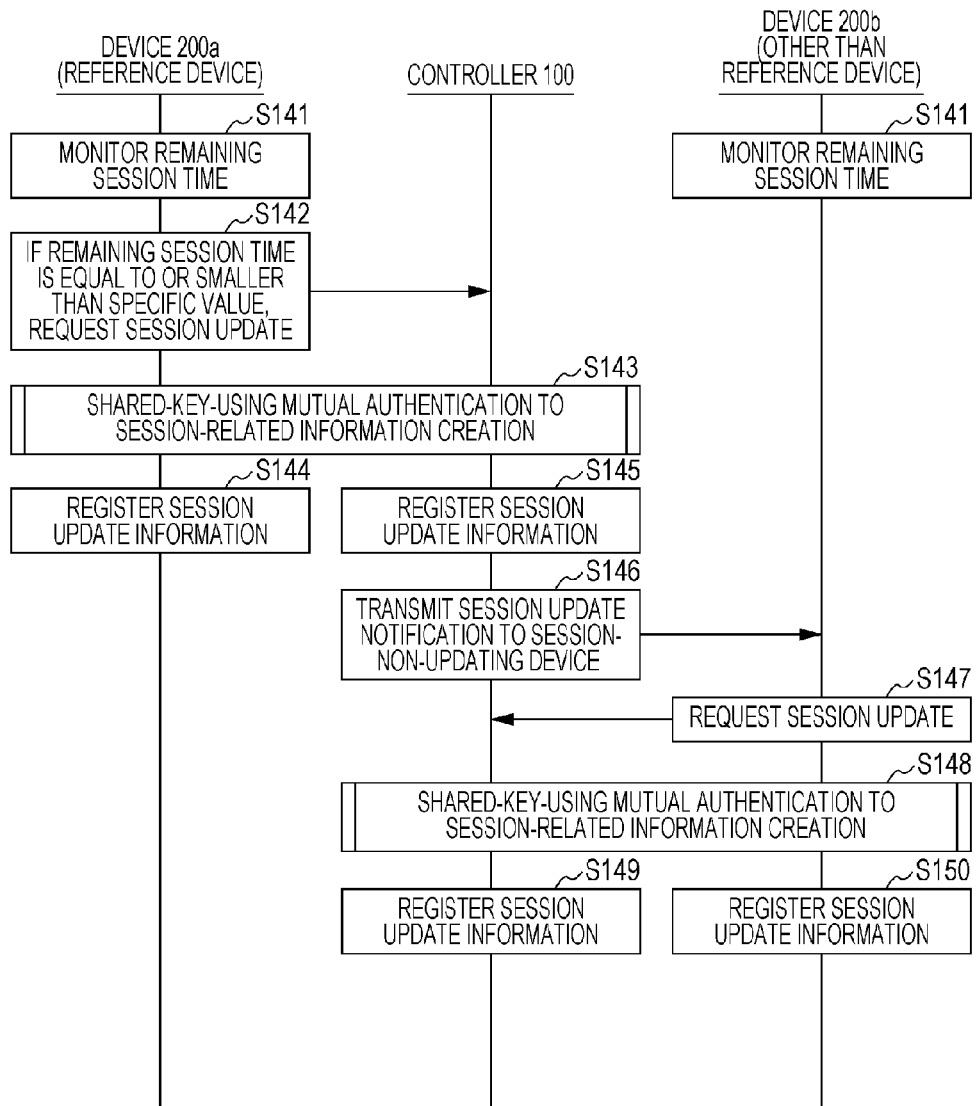 DEVICE 200a
(REFERENCE DEVICE)
CONTROLLER 100
DEVICE 200b
(OTHER THAN
REFERENCE DEVICE)
S141
MONITOR REMAINING
SESSION TIME
S141
MONITOR REMAINING
SESSION TIME
S142
IF REMAINING SESSION TIME
IS EQUAL TO OR SMALLER
THAN SPECIFIC VALUE,
REQUEST SESSION UPDATE
S143
SHARED-KEY-USING MUTUAL AUTHENTICATION TO
SESSION-RELATED INFORMATION CREATION
S144
REGISTER SESSION
UPDATE INFORMATION
S145
REGISTER SESSION
UPDATE INFORMATION
S146
TRANSMIT SESSION UPDATE
NOTIFICATION TO SESSION-
NON-UPDATING DEVICE
S147
REQUEST SESSION UPDATE
S148
SHARED-KEY-USING MUTUAL AUTHENTICATION TO
SESSION-RELATED INFORMATION CREATION
S149
REGISTER SESSION
UPDATE INFORMATION
S150
REGISTER SESSION
UPDATE INFORMATION